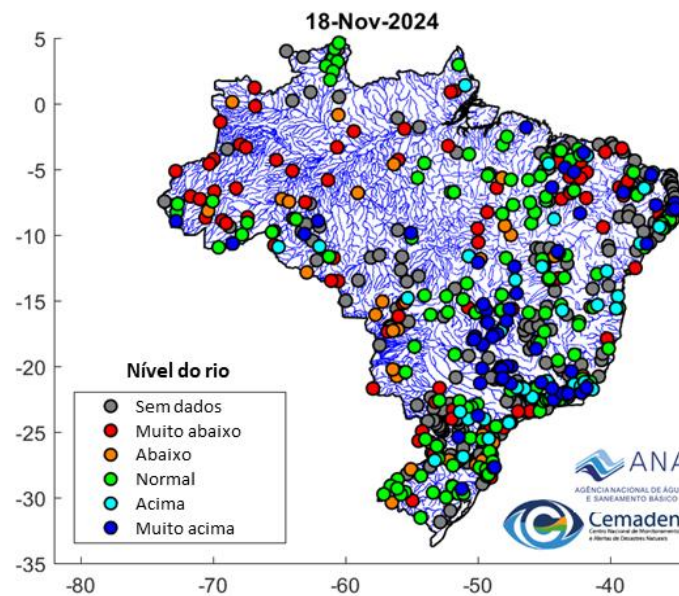 18-Nov-2024
5
0
-5
-10
-15
-20
-25
-30
-35
-80
-70
-60
-50
-40
Nível do rio
Sem dados
Muito abaixo
Abaixo
Normal
Acima
Muito acima
ANA
AGÊNCIA NACIONAL DE ÁGU
E SANEAMENTO BÁSICO
Cemaden
Centro Nacional de Monitoramento
e Alertas de Desastres Naturais